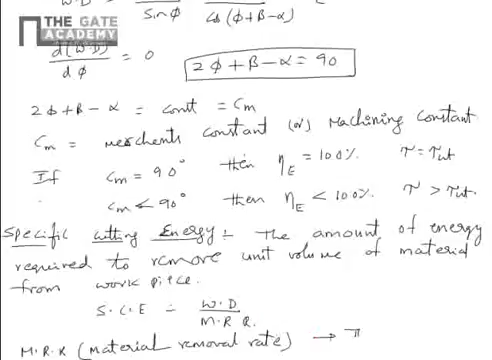 W.D
Sinϕ Cos (ϕ+β-α)
THE GATE
ACADEMY
d(W.D) / dϕ = 0 2ϕ+β-α = 90
2ϕ+β-α = const = Cm
Cm = merchents constant (or) Machining Constant
If Cm = 90° then ηE = 100% τ = τult
Cm < 90° then ηE < 100% τ > τult.
Specific Cutting Energy:- The amount of energy
required to remove unit volume of material
from work piece.
S.C.E = W.D / M.R.R.
M.R.R (Material removal rate) →